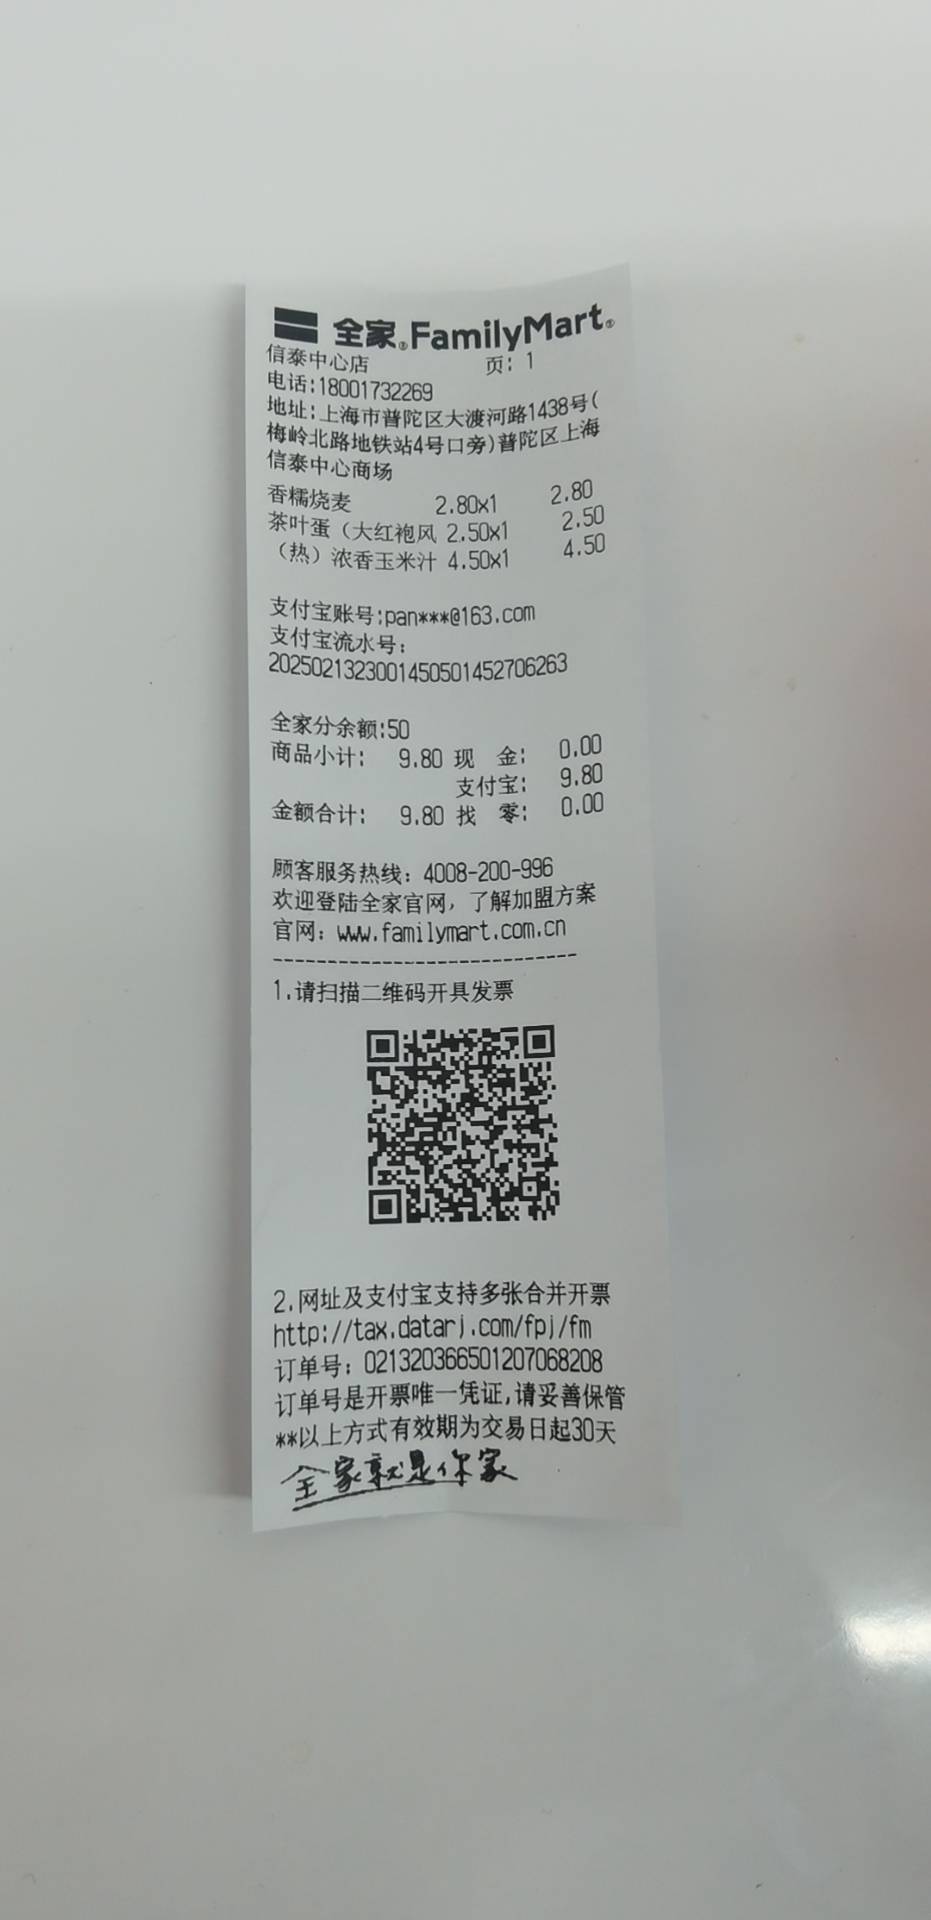 全家 FamilyMart
信泰中心店 页: 1
电话:18001732269
地址:上海市普陀区大渡河路1438号(
梅岭北路地铁站4号口旁)普陀区上海
信泰中心商场
香糯烧麦 2.80x1 2.80
茶叶蛋（大红袍风 2.50x1 2.50
（热）浓香玉米汁 4.50x1 4.50
支付宝账号:pan***@163.com
支付宝流水号:
2025021323001450501452706263
全家分余额:50
商品小计: 9.80 现 金: 0.00
支付宝: 9.80
金额合计: 9.80 找 零: 0.00
顾客服务热线: 4008-200-996
欢迎登陆全家官网，了解加盟方案
官网: www.familymart.com.cn
----------------------------
1.请扫描二维码开具发票
2.网址及支付宝支持多张合并开票
http://tax.datarj.com/fpj/fm
订单号: 021320366501207068208
订单号是开票唯一凭证,请妥善保管
**以上方式有效期为交易日起30天
全家就是你家